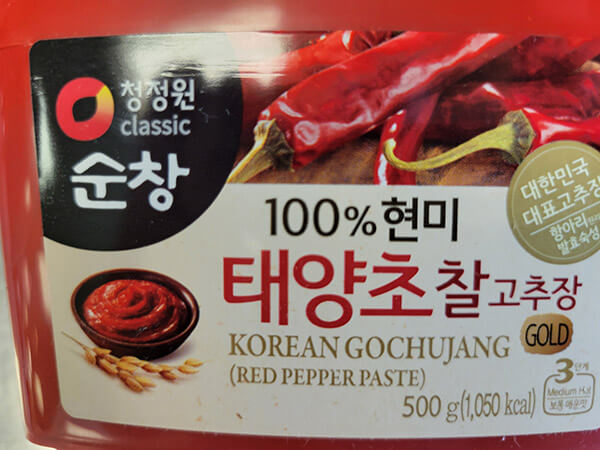 청정원
classic
순창
대한민국
대표고추장
항아리원리
발효숙성
100%현미
태양초찰고추장
KOREAN GOCHUJANG
GOLD
(RED PEPPER PASTE)
3단계
Medium Hot
보통 매운맛
500 g(1,050 kcal)